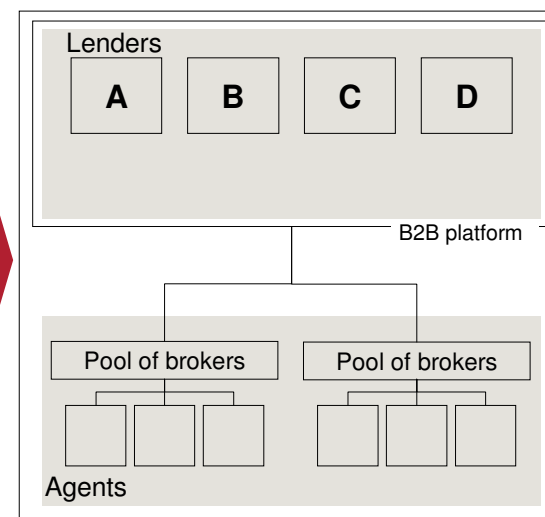 Lenders
A B C D
B2B platform
Pool of brokers Pool of brokers
Agents